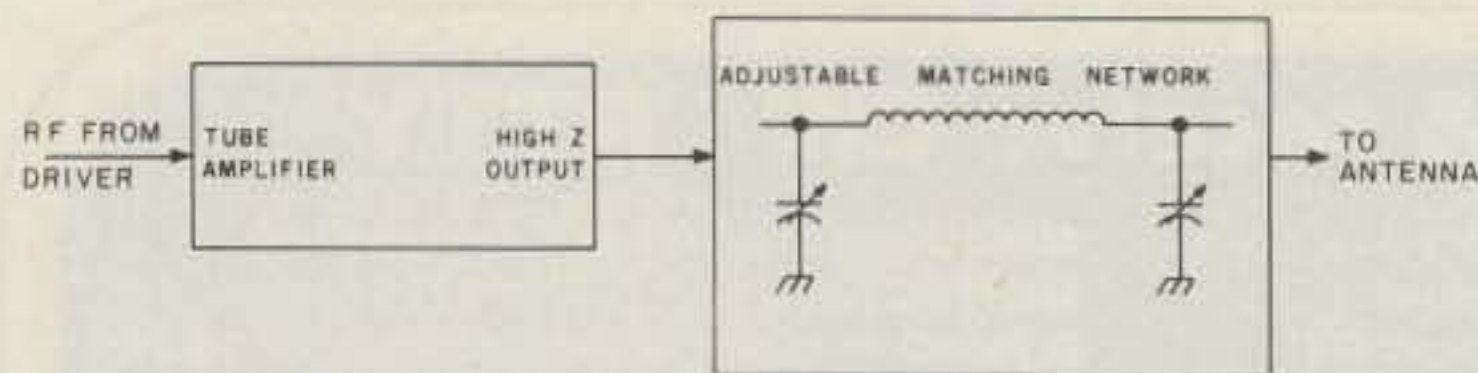 RF FROM
DRIVER
TUBE
AMPLIFIER
HIGH Z
OUTPUT
ADJUSTABLE MATCHING NETWORK
TO
ANTENNA